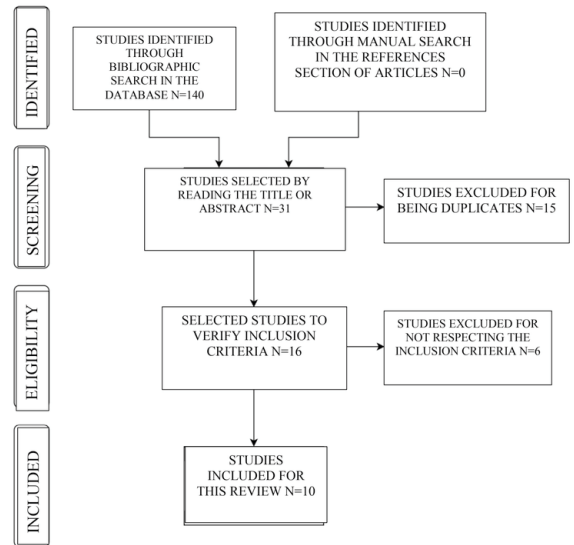 IDENTIFIED
STUDIES IDENTIFIED
THROUGH
BIBLIOGRAPHIC
SEARCH IN THE
DATABASE N=140
STUDIES IDENTIFIED
THROUGH MANUAL SEARCH
IN THE REFERENCES
SECTION OF ARTICLES N=0
SCREENING
STUDIES SELECTED BY
READING THE TITLE OR
ABSTRACT N=31
STUDIES EXCLUDED FOR
BEING DUPLICATES N=15
ELIGIBILITY
SELECTED STUDIES TO
VERIFY INCLUSION
CRITERIA N=16
STUDIES EXCLUDED FOR
NOT RESPECTING THE
INCLUSION CRITERIA N=6
INCLUDED
STUDIES
INCLUDED FOR
THIS REVIEW N=10